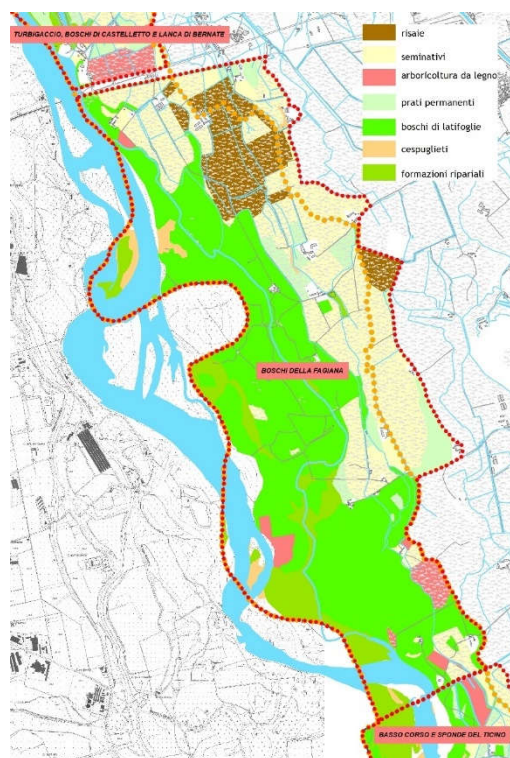 TURBIGACCIO, BOSCHI DI CASTELLETTO E LANCA DI BERNATE
risaie
seminativi
arboricoltura da legno
prati permanenti
boschi di latifoglie
cespuglieti
formazioni ripariali
BOSCHI DELLA FAGIANA
BASSO CORSO E SPONDE DEL TICINO